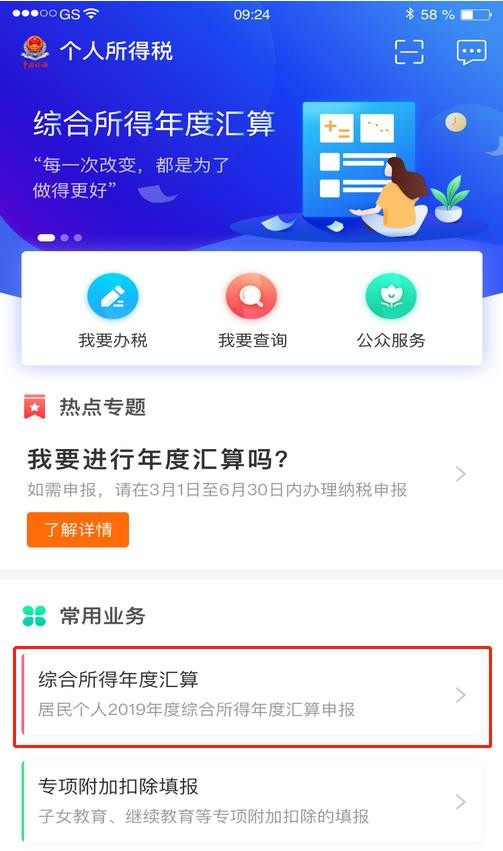 GS
09:24
58 %
个人所得税
综合所得年度汇算
“每一次改变，都是为了
做得更好”
我要办税
我要查询
公众服务
热点专题
我要进行年度汇算吗？
如需申报，请在3月1日至6月30日内办理纳税申报
了解详情
常用业务
综合所得年度汇算
居民个人2019年度综合所得年度汇算申报
专项附加扣除填报
子女教育、继续教育等专项附加扣除的填报